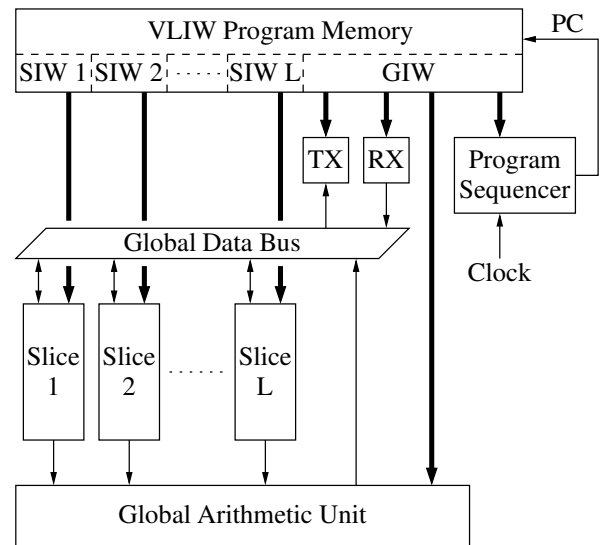 VLIW Program Memory
PC
SIW 1 SIW 2 ...... SIW L GIW
TX RX
Program
Sequencer
Global Data Bus
Clock
Slice
1
Slice
2
......
Slice
L
Global Arithmetic Unit